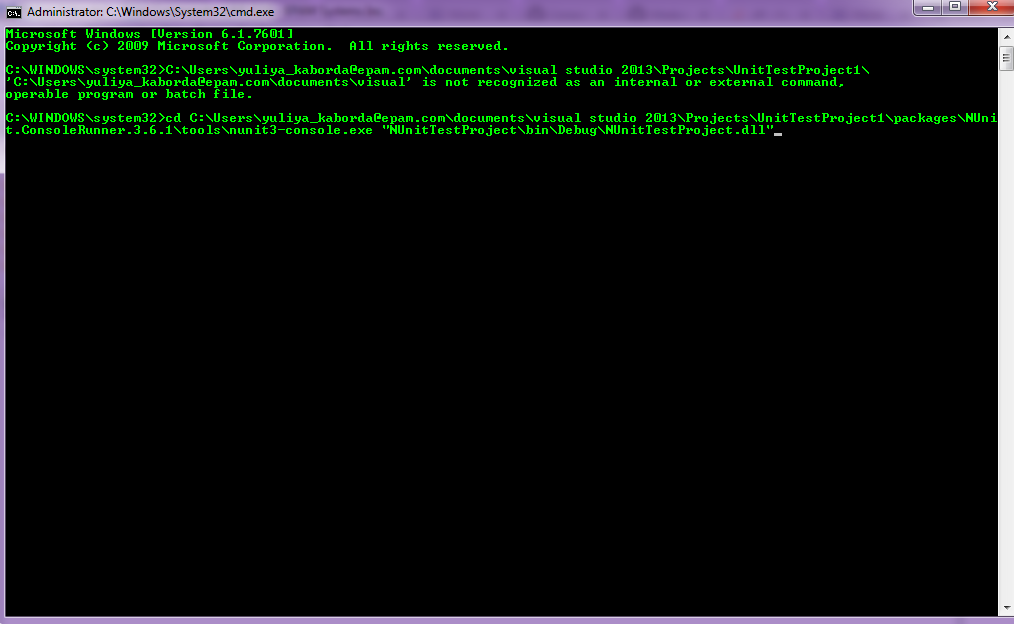 C:\. Administrator: C:\Windows\System32\cmd.exe
Microsoft Windows [Version 6.1.7601]
Copyright (c) 2009 Microsoft Corporation.  All rights reserved.
C:\WINDOWS\system32>C:\Users\yuliya_kaborda@epam.com\documents\visual studio 2013\Projects\UnitTestProject1\
'C:\Users\yuliya_kaborda@epam.com\documents\visual' is not recognized as an internal or external command,
operable program or batch file.
C:\WINDOWS\system32>cd C:\Users\yuliya_kaborda@epam.com\documents\visual studio 2013\Projects\UnitTestProject1\packages\NUni
t.ConsoleRunner.3.6.1\tools\nunit3-console.exe "NUnitTestProject\bin\Debug\NUnitTestProject.dll"